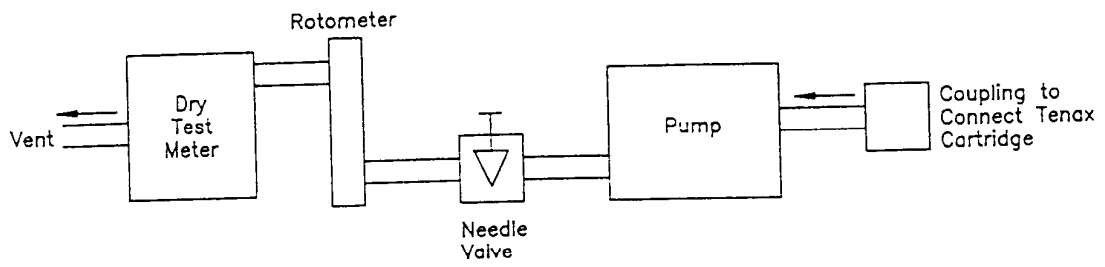 Rotometer
Dry
Test
Meter
Vent
Pump
Coupling to
Connect Tenax
Cartridge
Needle
Valve